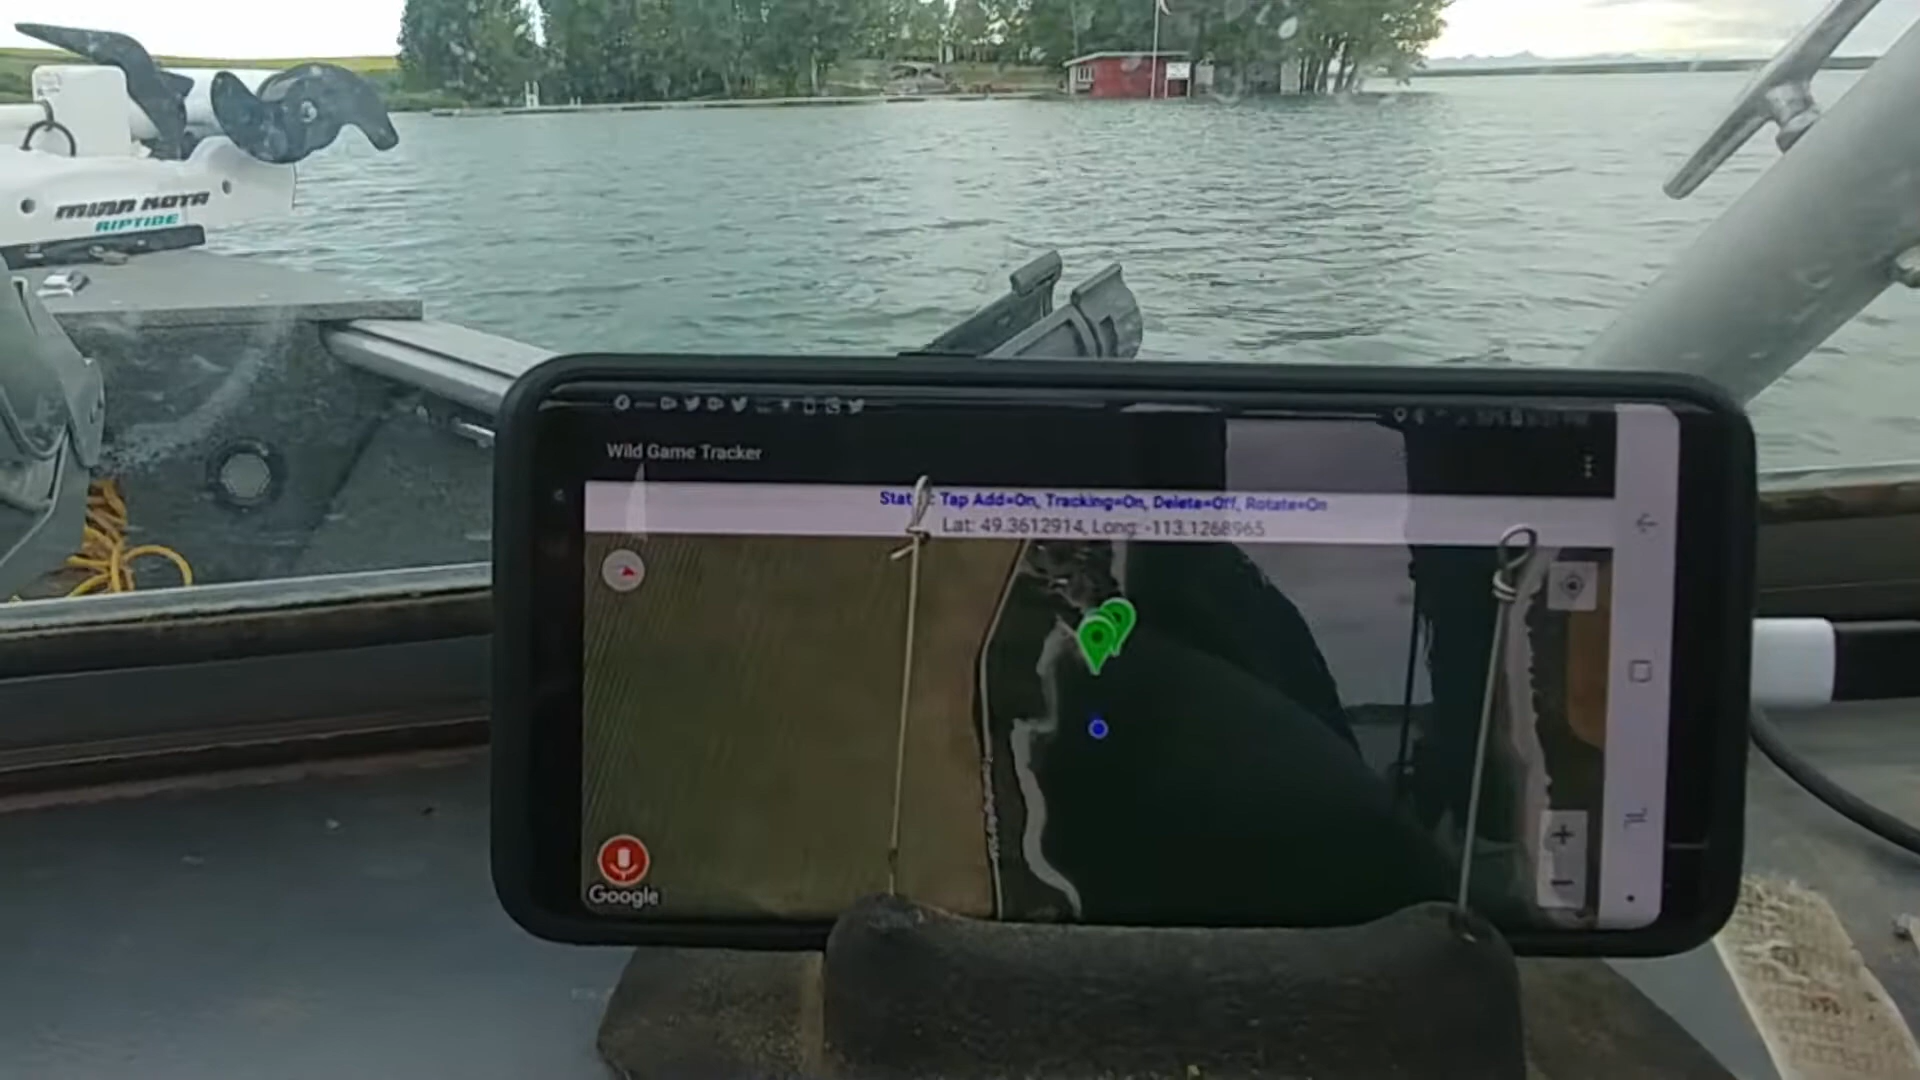 MINN KOTA
RIPTIDE
Wild Game Tracker
Tap Add=On, Tracking=On, Delete=Off, Rotate=On
Lat: 49.3612914, Long: -113.1268965
Google